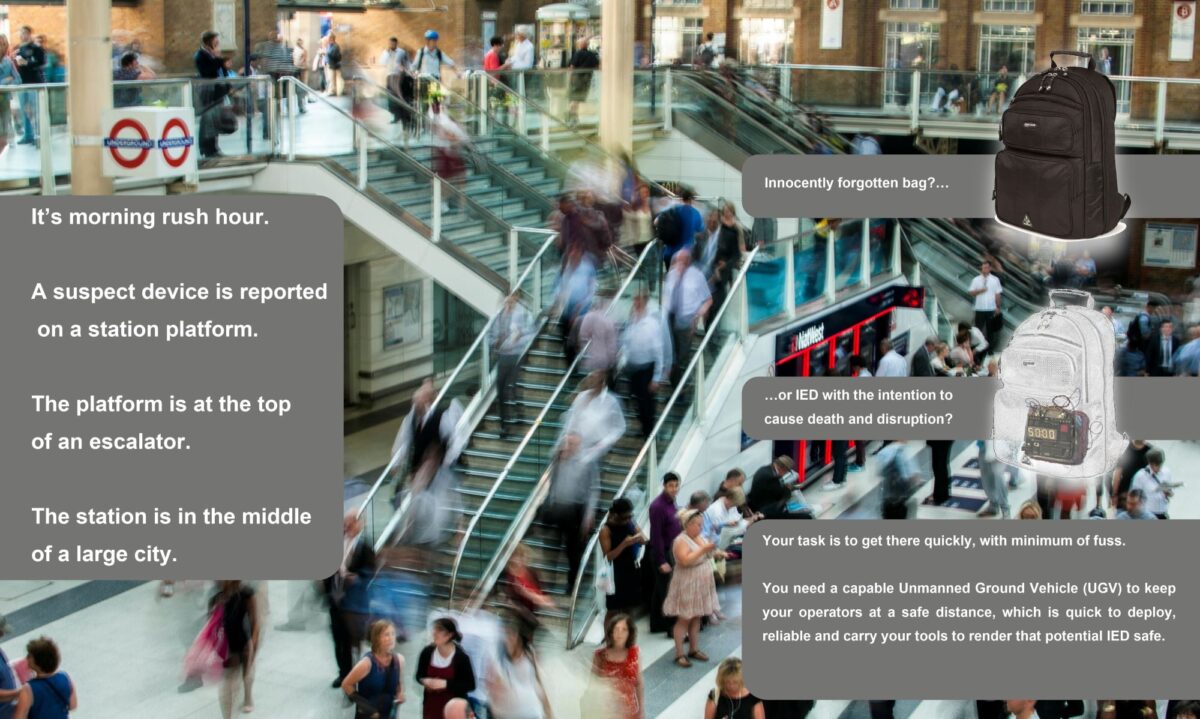 UNDERGROUND
UNDERGROUND
It's morning rush hour.
A suspect device is reported
on a station platform.
The platform is at the top
of an escalator.
The station is in the middle
of a large city.
Innocently forgotten bag?…
NatWest
…or IED with the intention to
cause death and disruption?
Your task is to get there quickly, with minimum of fuss.
You need a capable Unmanned Ground Vehicle (UGV) to keep
your operators at a safe distance, which is quick to deploy,
reliable and carry your tools to render that potential IED safe.